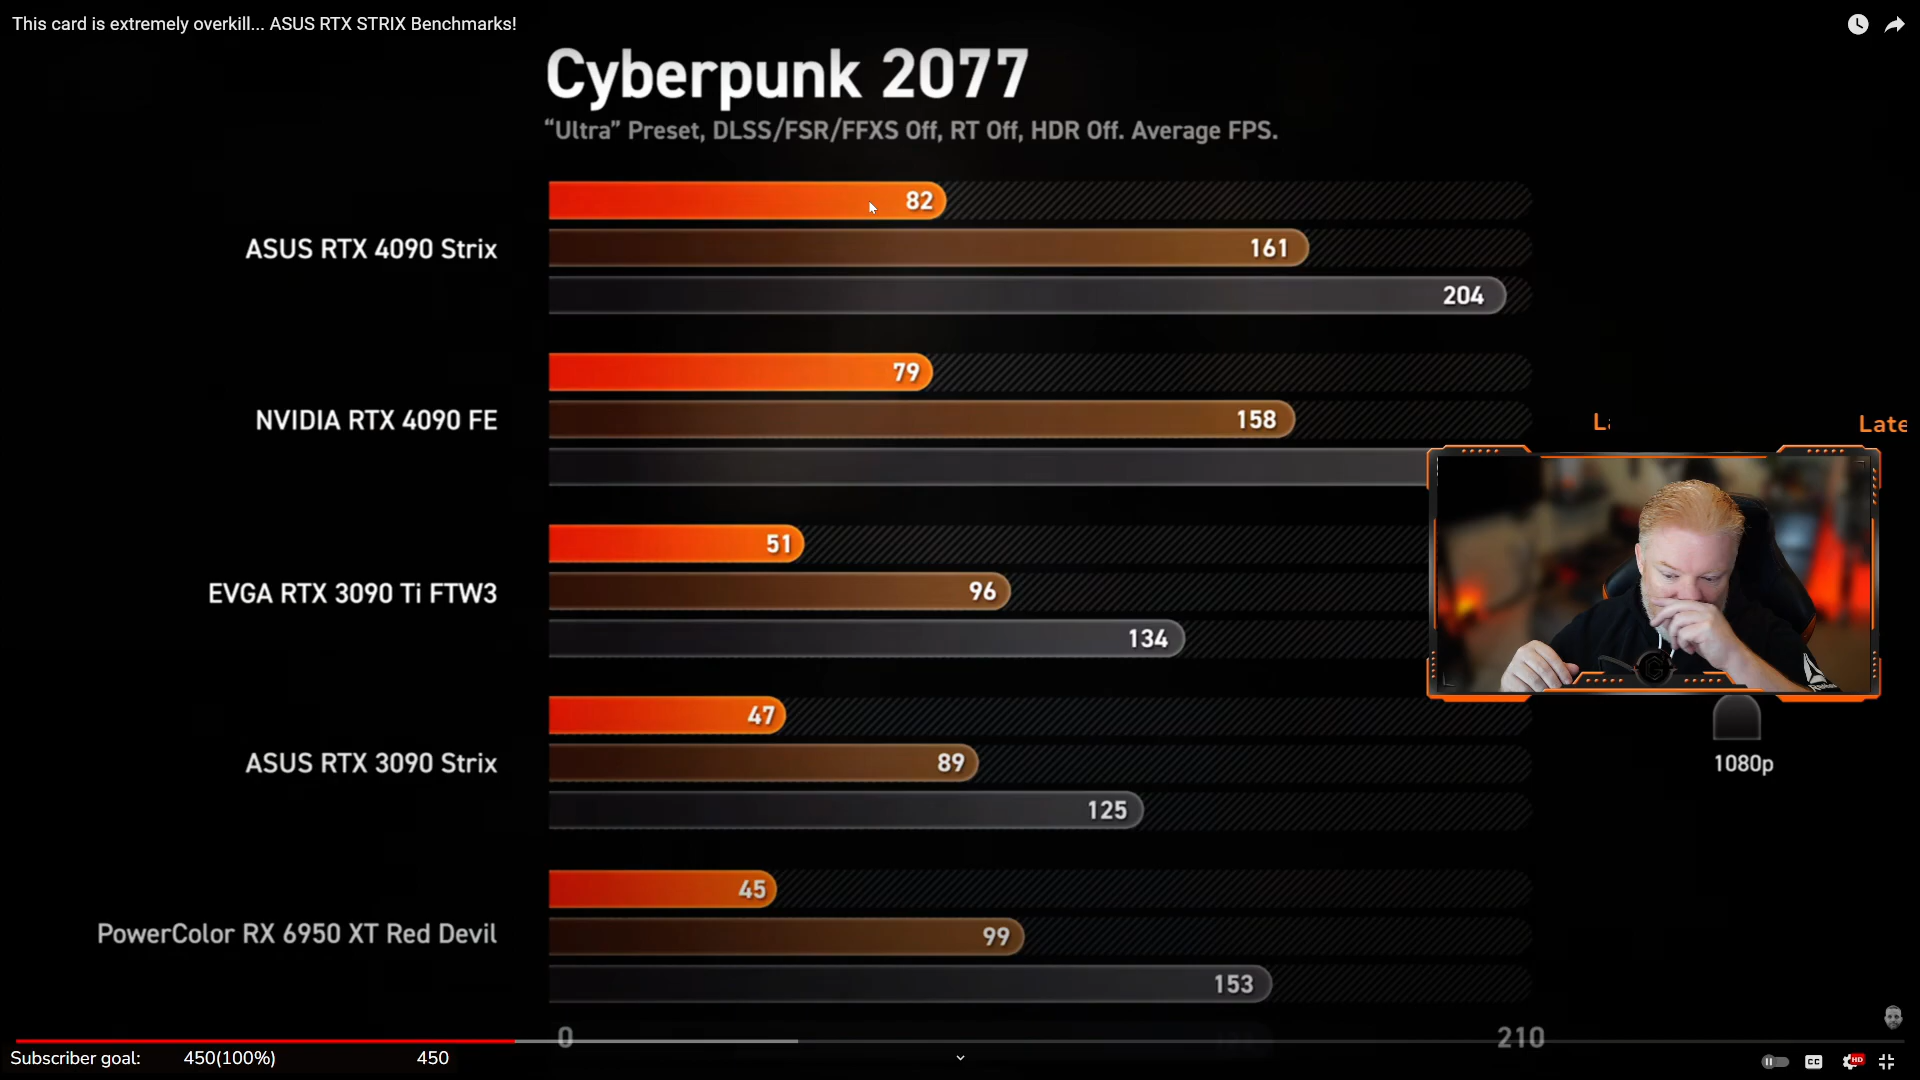 This card is extremely overkill... ASUS RTX STRIX Benchmarks!
Cyberpunk 2077
“Ultra” Preset, DLSS/FSR/FFXS Off, RT Off, HDR Off. Average FPS.
82
ASUS RTX 4090 Strix
161
204
79
NVIDIA RTX 4090 FE
158
Late
51
EVGA RTX 3090 Ti FTW3
96
134
47
ASUS RTX 3090 Strix
89
1080p
125
45
PowerColor RX 6950 XT Red Devil
99
153
0
210
Subscriber goal: 450(100%) 450
CC
HD